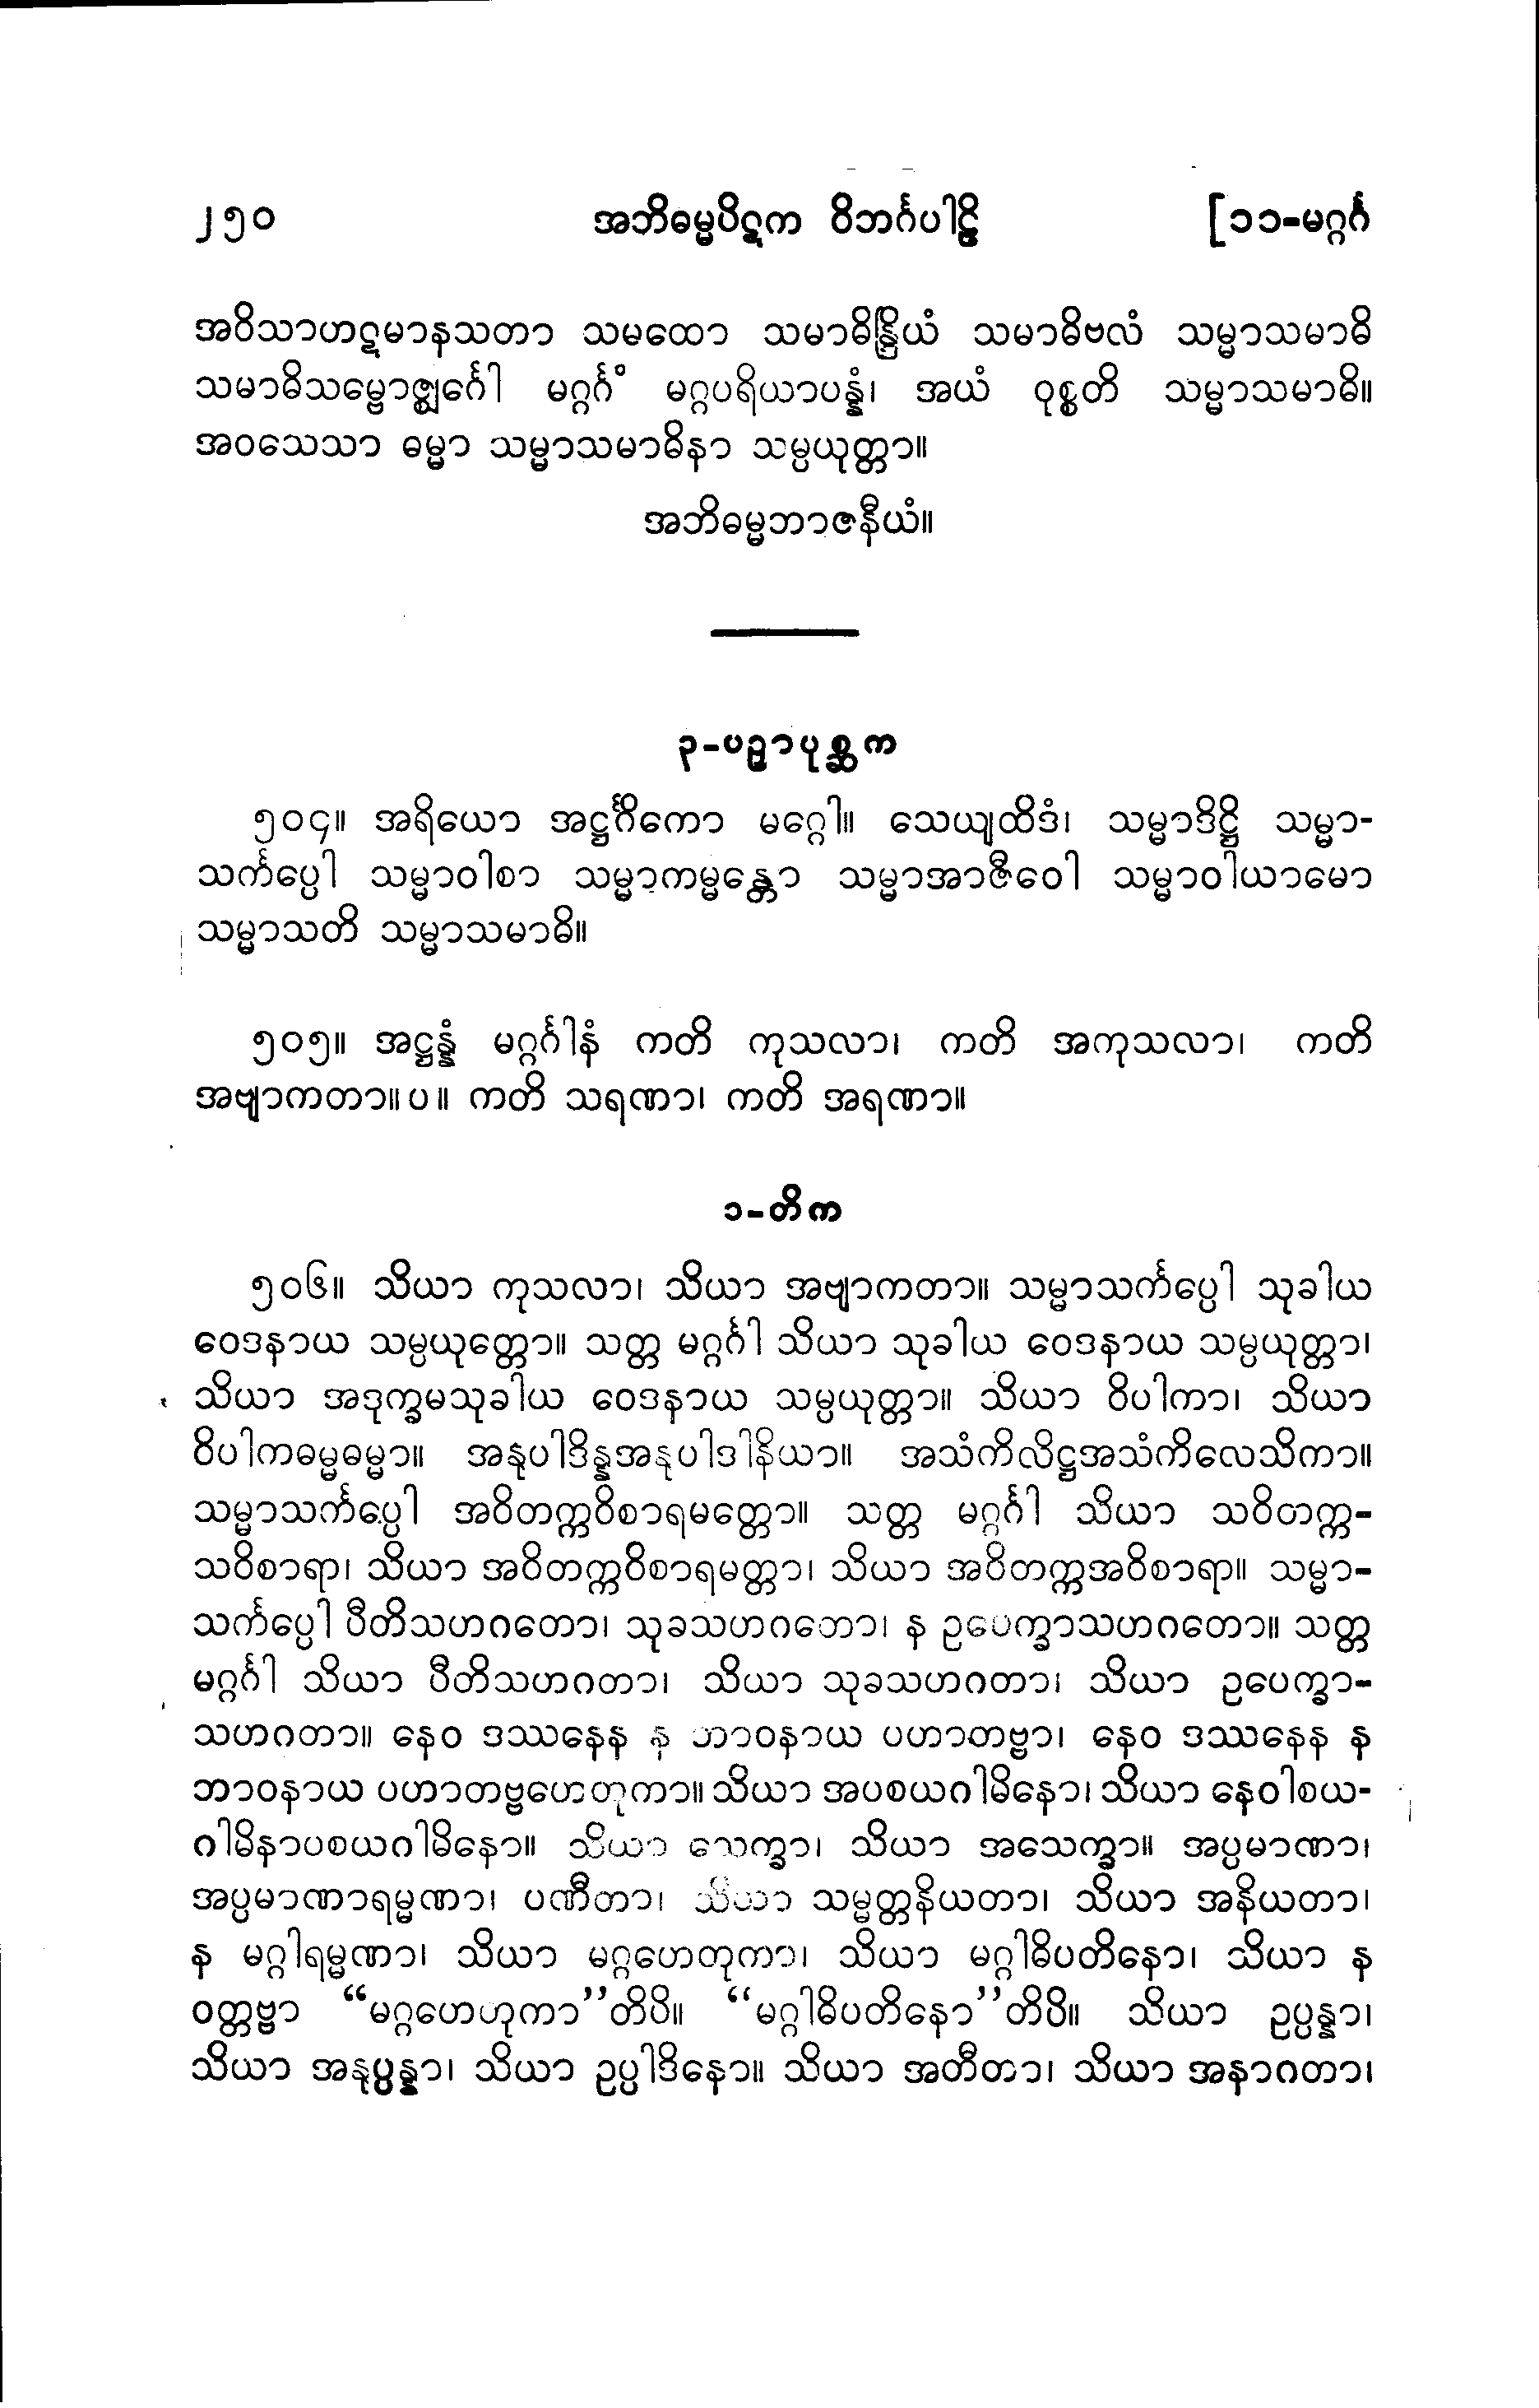 ၂၅၀ အဘိဓမ္မပိဋက ဝိဘင်္ဂပါဠိ [၁၁-မဂ္ဂင်္ဂ
အဝိသာဟဋမာနသတာ သမထော သမာဓိန္ဒြိယံ သမာဓိဗလံ သမ္မာသမာဓိ
သမာဓိသမ္ဗောဇ္ဈင်္ဂေါ မဂ္ဂင်္ဂံ မဂ္ဂပရိယာပန္နံ၊ အယံ ဝုစ္စတိ သမ္မာသမာဓိ။
အဝသေသာ ဓမ္မာ သမ္မာသမာဓိနာ သမ္ပယုတ္တာ။
အဘိဓမ္မဘာဇနီယံ။
၃-ပဉှာပုစ္ဆက
၅၀၄။ အရိယော အဋ္ဌင်္ဂိကော မဂ္ဂေါ။ သေယျထိဒံ၊ သမ္မာဒိဋ္ဌိ သမ္မာ-
သင်္ကပ္ပေါ သမ္မာဝါစာ သမ္မာကမ္မန္တော သမ္မာအာဇီဝေါ သမ္မာဝါယာမော
သမ္မာသတိ သမ္မာသမာဓိ။
၅၀၅။ အဋ္ဌန္နံ မဂ္ဂင်္ဂါနံ ကတိ ကုသလာ၊ ကတိ အကုသလာ၊ ကတိ
အဗျာကတာ။ပ။ ကတိ သရဏာ၊ ကတိ အရဏာ။
၁-တိက
၅၀၆။ သိယာ ကုသလာ၊ သိယာ အဗျာကတာ။ သမ္မာသင်္ကပ္ပေါ သုခါယ
ဝေဒနာယ သမ္ပယုတ္တော။ သတ္တ မဂ္ဂင်္ဂါ သိယာ သုခါယ ဝေဒနာယ သမ္ပယုတ္တာ၊
သိယာ အဒုက္ခမသုခါယ ဝေဒနာယ သမ္ပယုတ္တာ။ သိယာ ဝိပါကာ၊ သိယာ
ဝိပါကဓမ္မဓမ္မာ။ အနုပါဒိန္နအနုပါဒါနိယာ။ အသံကိလိဋ္ဌအသံကိလေသိကာ။
သမ္မာသင်္ကပ္ပေါ အဝိတက္ကဝိစာရမတ္တော။ သတ္တ မဂ္ဂင်္ဂါ သိယာ သဝိတက္က-
သဝိစာရာ၊ သိယာ အဝိတက္ကဝိစာရမတ္တာ၊ သိယာ အဝိတက္ကအဝိစာရာ။ သမ္မာ-
သင်္ကပ္ပေါ ပီတိသဟဂတော၊ သုခသဟဂတော၊ န ဥပေက္ခာသဟဂတော။ သတ္တ
မဂ္ဂင်္ဂါ သိယာ ပီတိသဟဂတာ၊ သိယာ သုခသဟဂတာ၊ သိယာ ဥပေက္ခာ-
သဟဂတာ။ နေဝ ဒဿနေန န ဘာဝနာယ ပဟာတဗ္ဗာ၊ နေဝ ဒဿနေန န
ဘာဝနာယ ပဟာတဗ္ဗဟေတုကာ။ သိယာ အပစယဂါမိနော၊ သိယာ နေဝါစယ-
ဂါမိနာပစယဂါမိနော။ သိယာ သေက္ခာ၊ သိယာ အသေက္ခာ။ အပ္ပမာဏာ၊
အပ္ပမာဏာရမ္မဏာ၊ ပဏီတာ၊ သိယာ သမ္မတ္တနိယတာ၊ သိယာ အနိယတာ၊
န မဂ္ဂါရမ္မဏာ၊ သိယာ မဂ္ဂဟေတုကာ၊ သိယာ မဂ္ဂါဓိပတိနော၊ သိယာ န
ဝတ္တဗ္ဗာ “မဂ္ဂဟေဟုကာ”တိပိ။ “မဂ္ဂါဓိပတိနော”တိပိ။ သိယာ ဥပ္ပန္နာ၊
သိယာ အနုပ္ပန္နာ၊ သိယာ ဥပ္ပါဒိနော။ သိယာ အတီတာ၊ သိယာ အနာဂတာ၊